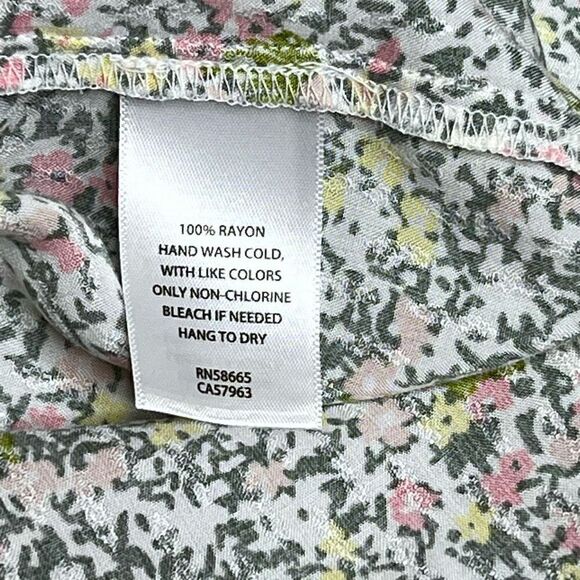 100% RAYON
HAND WASH COLD,
WITH LIKE COLORS
ONLY NON-CHLORINE
BLEACH IF NEEDED
HANG TO DRY
RN58665
CA57963